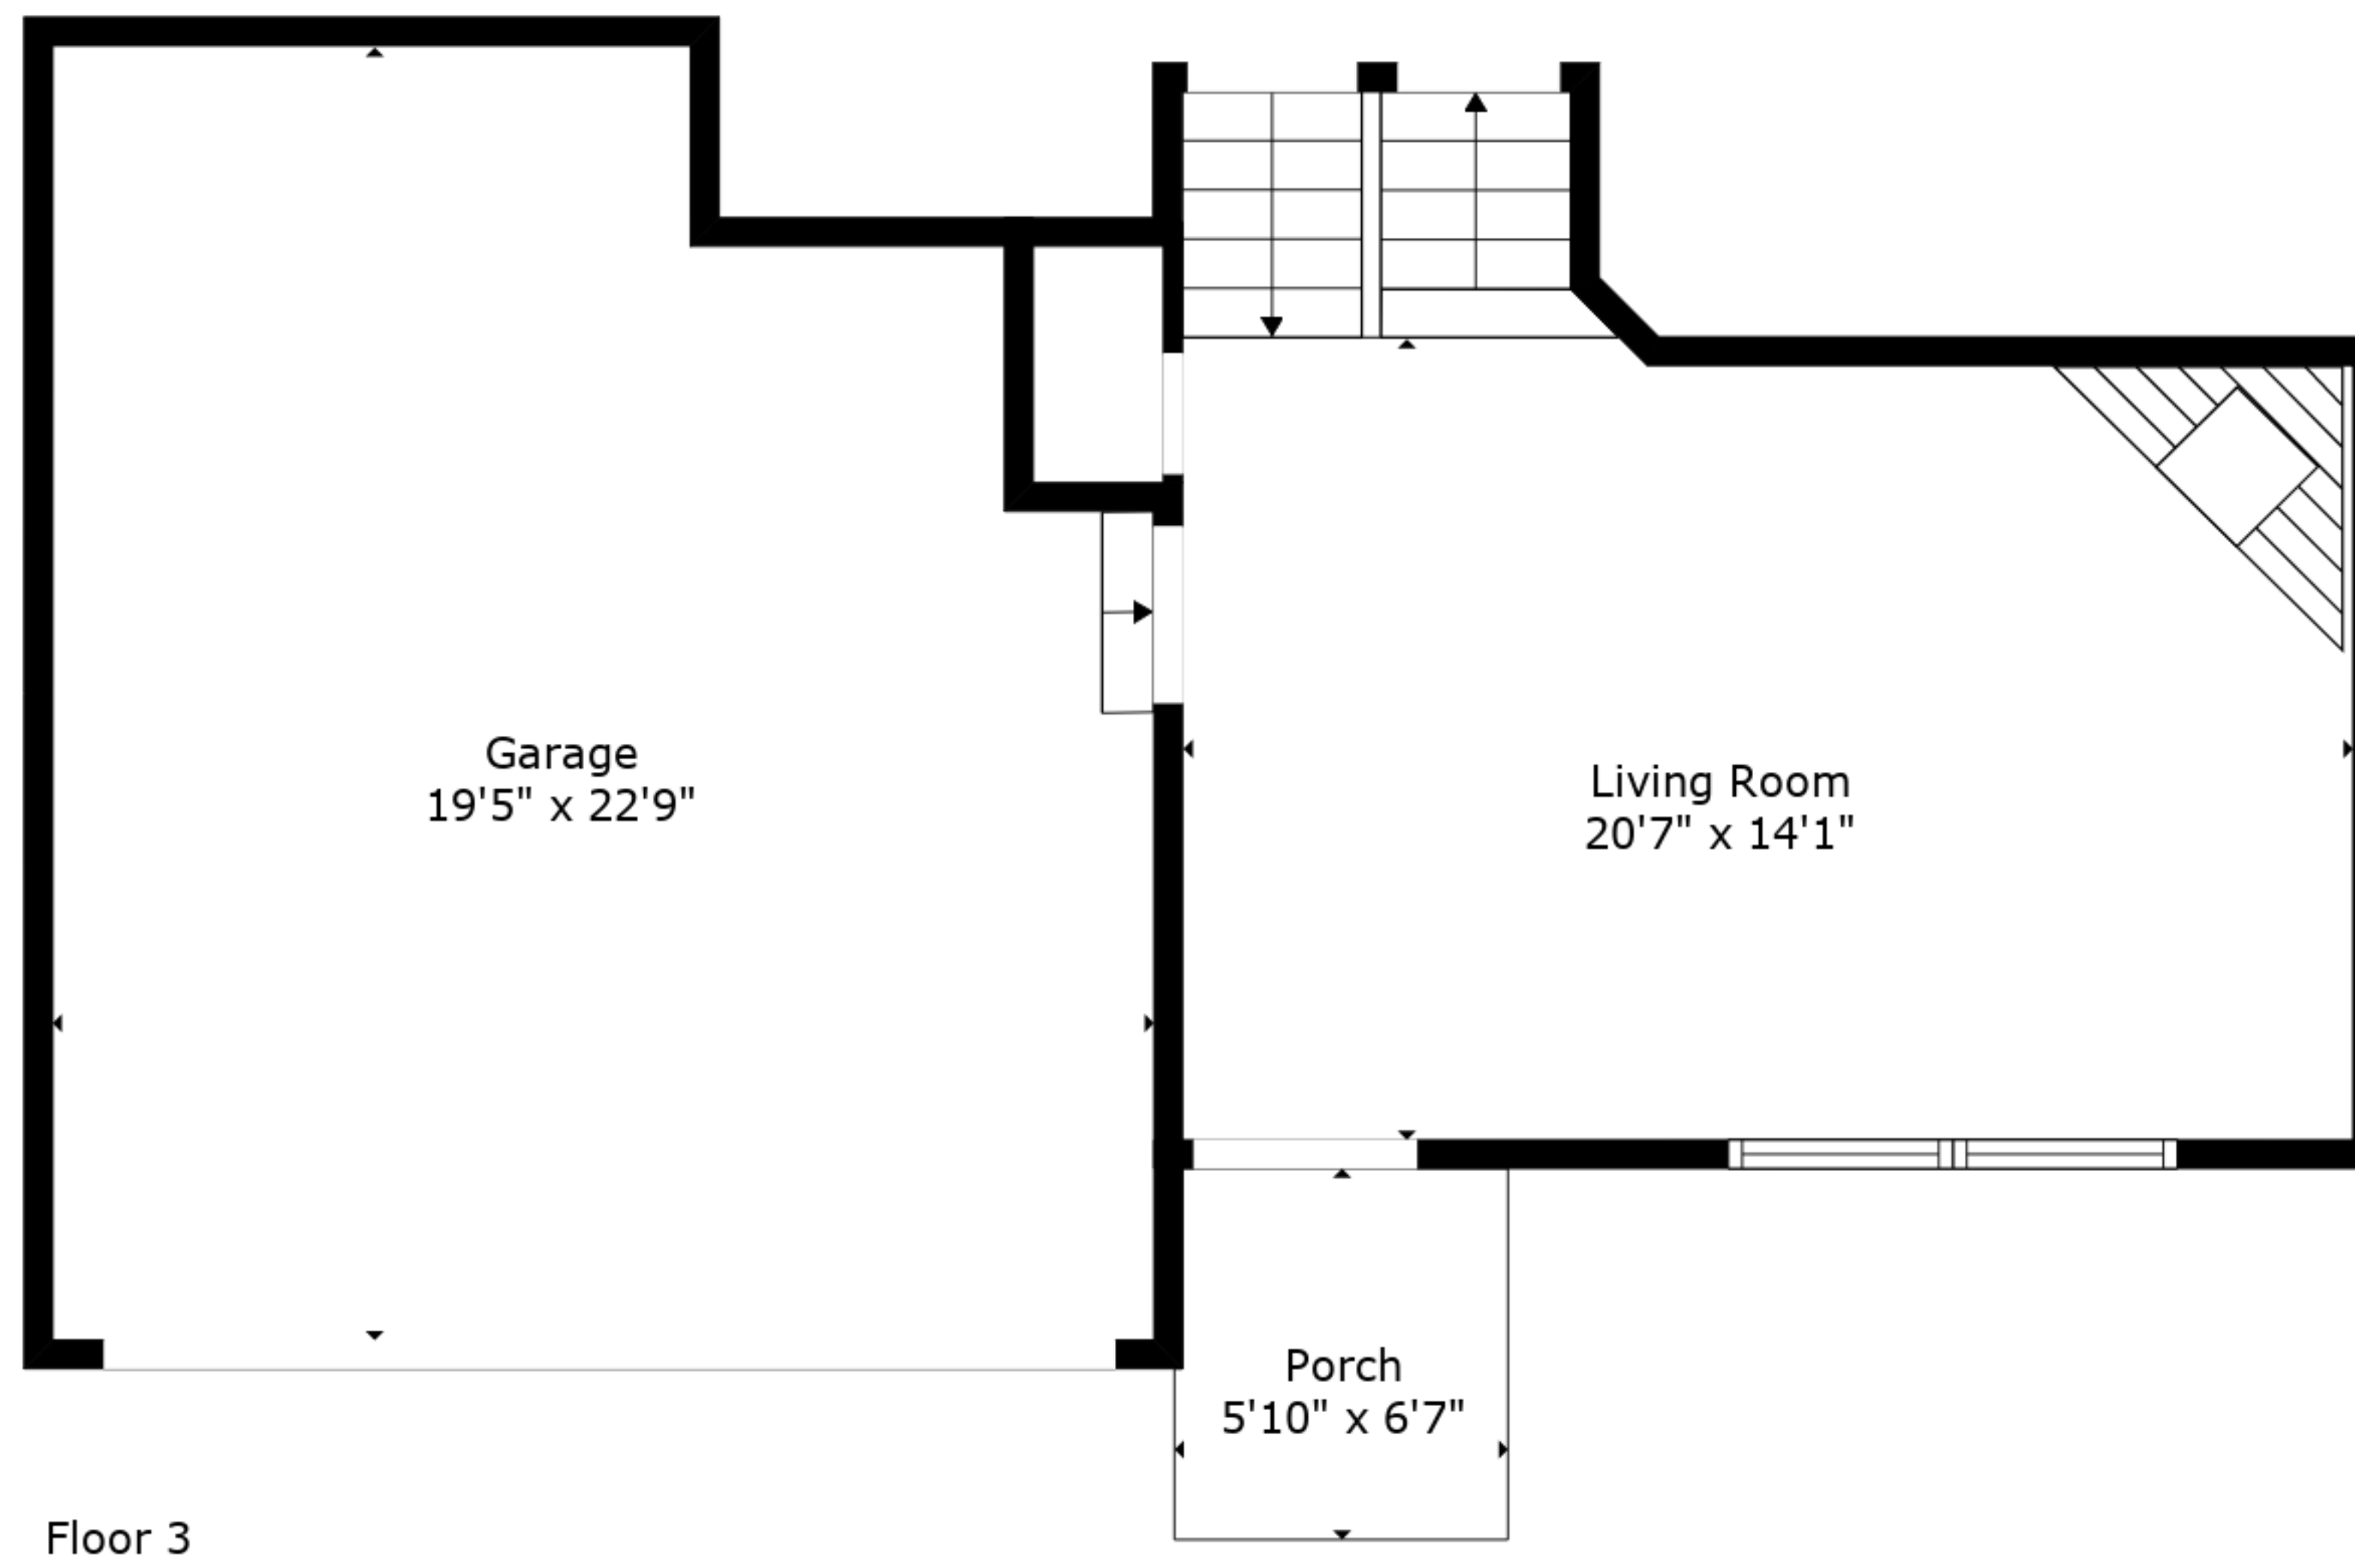 Garage
19'5" x 22'9"
Living Room
20'7" x 14'1"
Porch
5'10" x 6'7"
Floor 3